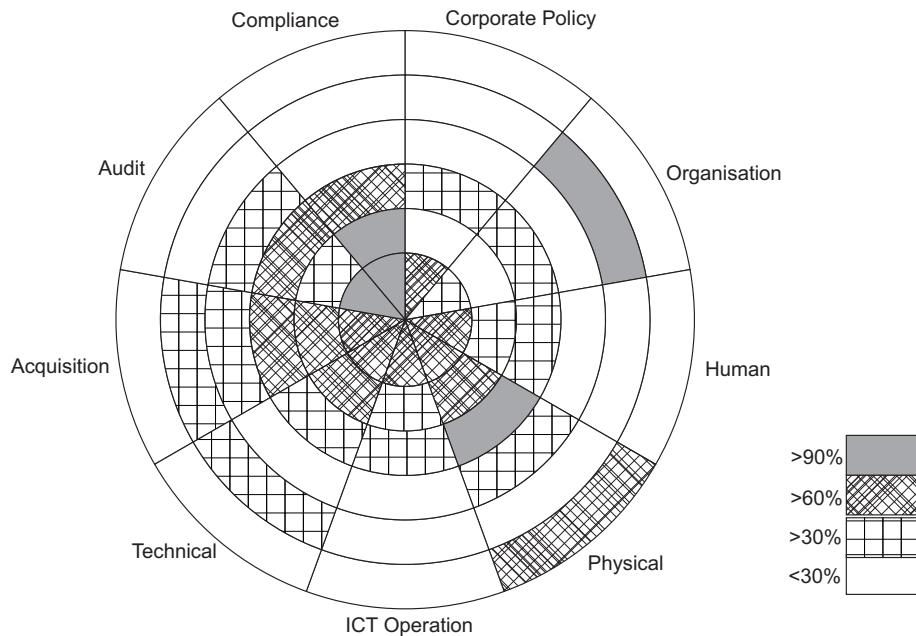 Compliance
Corporate Policy
Audit
Organisation
Acquisition
Human
Technical
Physical
ICT Operation
>90%
>60%
>30%
<30%